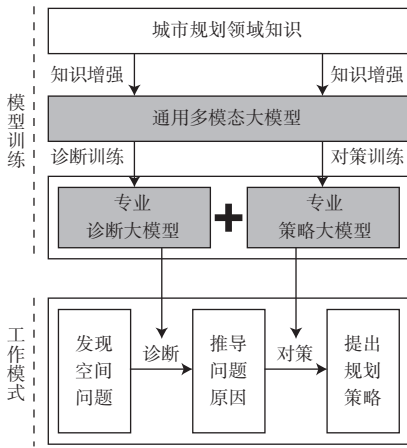 模型训练
城市规划领域知识
知识增强
知识增强
通用多模态大模型
诊断训练
对策训练
专业
诊断大模型
+
专业
策略大模型
工作模式
发现
空间
问题
诊断
推导
问题
原因
对策
提出
规划
策略